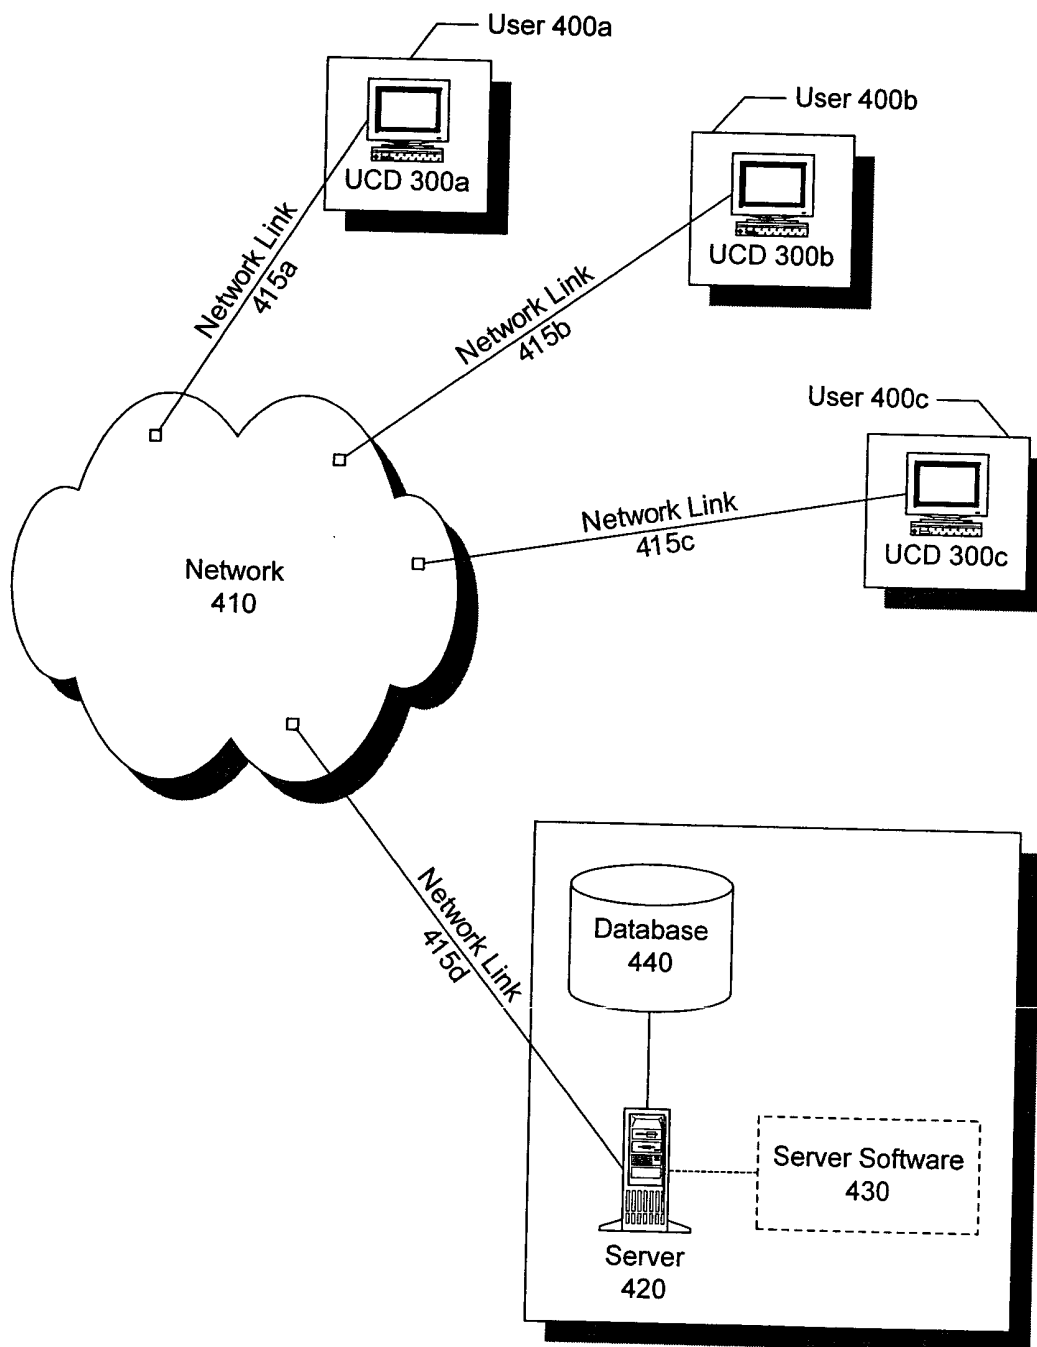 User 400a
UCD 300a
User 400b
UCD 300b
Network Link
415a
Network Link
415b
User 400c
UCD 300c
Network Link
415c
Network
410
Network Link
415d
Database
440
Server Software
430
Server
420